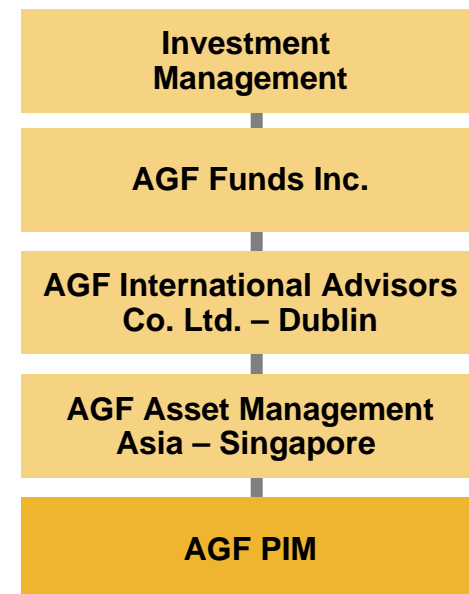 Investment
Management
AGF Funds Inc.
AGF International Advisors
Co. Ltd. – Dublin
AGF Asset Management
Asia – Singapore
AGF PIM